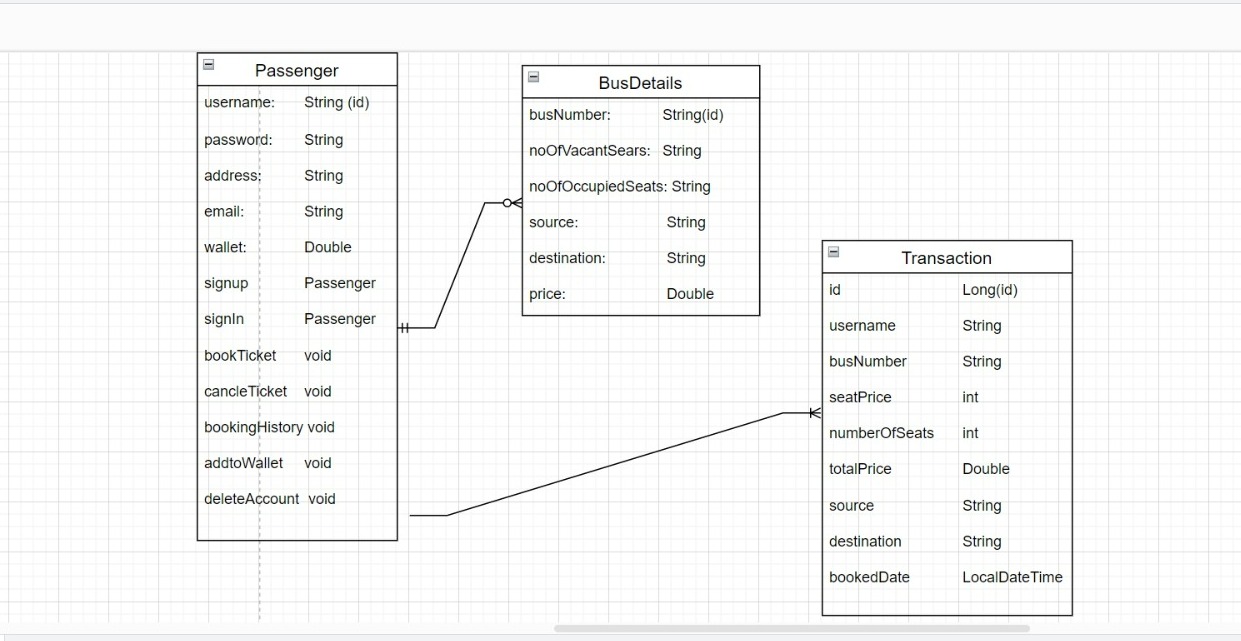 Passenger
username: String (id)
password: String
address: String
email: String
wallet: Double
signup Passenger
signIn Passenger
bookTicket void
cancleTicket void
bookingHistory void
addtoWallet void
deleteAccount void
BusDetails
busNumber: String(id)
noOfVacantSears: String
noOfOccupiedSeats: String
source: String
destination: String
price: Double
Transaction
id Long(id)
username String
busNumber String
seatPrice int
numberOfSeats int
totalPrice Double
source String
destination String
bookedDate LocalDateTime